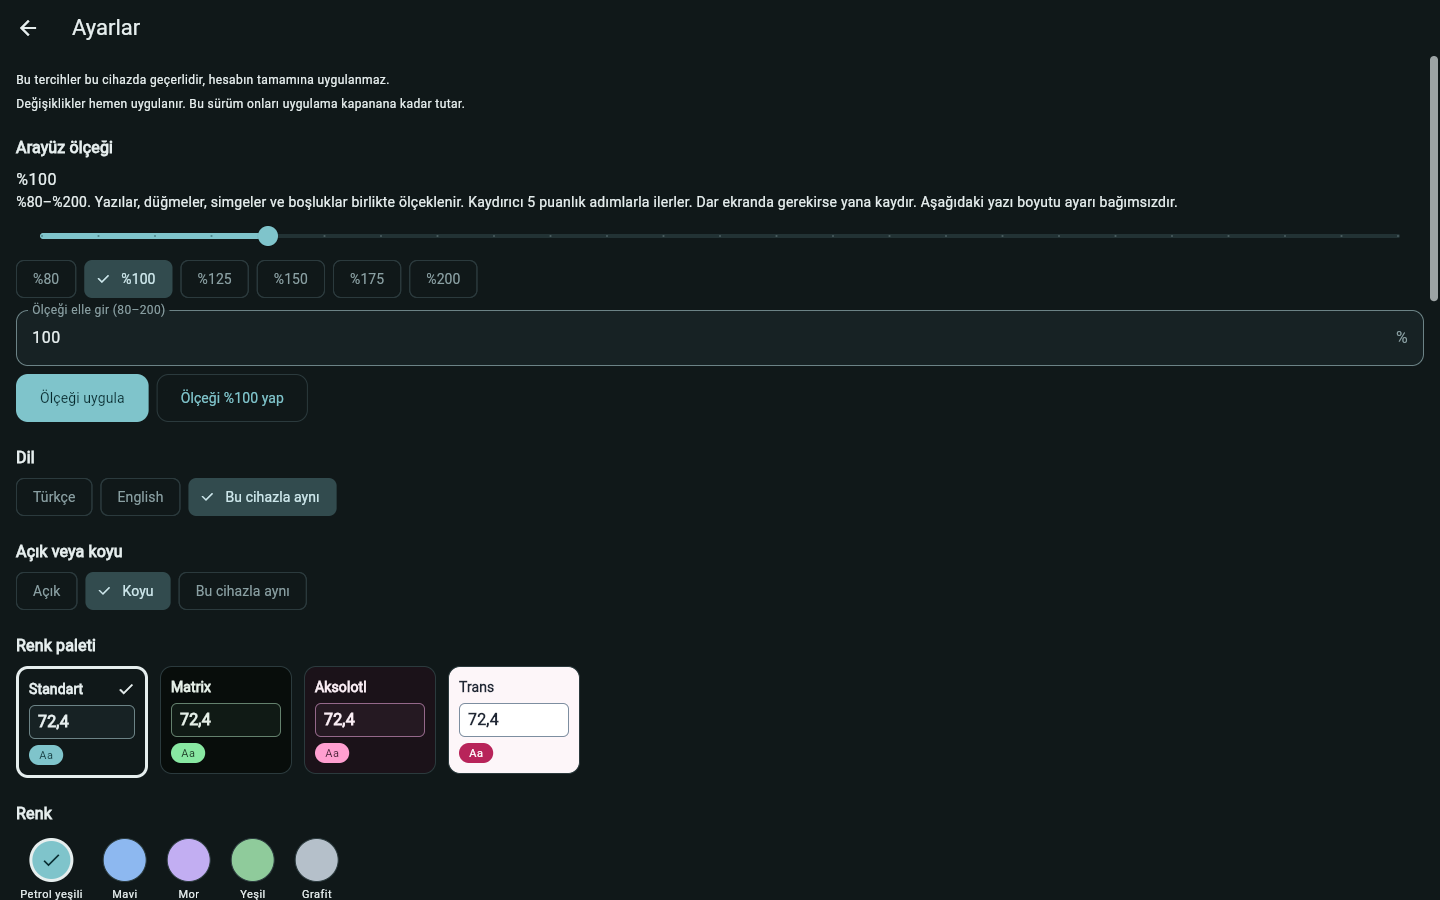 Ayarlar
Bu tercihler bu cihazda geçerlidir, hesabın tamamına uygulanmaz.
Değişiklikler hemen uygulanır. Bu sürüm onları uygulama kapanana kadar tutar.
Arayüz ölçeği
%100
%80–%200. Yazılar, düğmeler, simgeler ve boşluklar birlikte ölçeklenir. Kaydırıcı 5 puanlık adımlarla ilerler. Dar ekranda gerekirse yana kaydır. Aşağıdaki yazı boyutu ayarı bağımsızdır.
%80 %100 %125 %150 %175 %200
Ölçeği elle gir (80–200)
100 %
Ölçeği uygula Ölçeği %100 yap
Dil
Türkçe English Bu cihazla aynı
Açık veya koyu
Açık Koyu Bu cihazla aynı
Renk paleti
Standart Matrix Aksolotl Trans
72,4 72,4 72,4 72,4
Aa Aa Aa Aa
Renk
Petrol yeşili Mavi Mor Yeşil Grafit